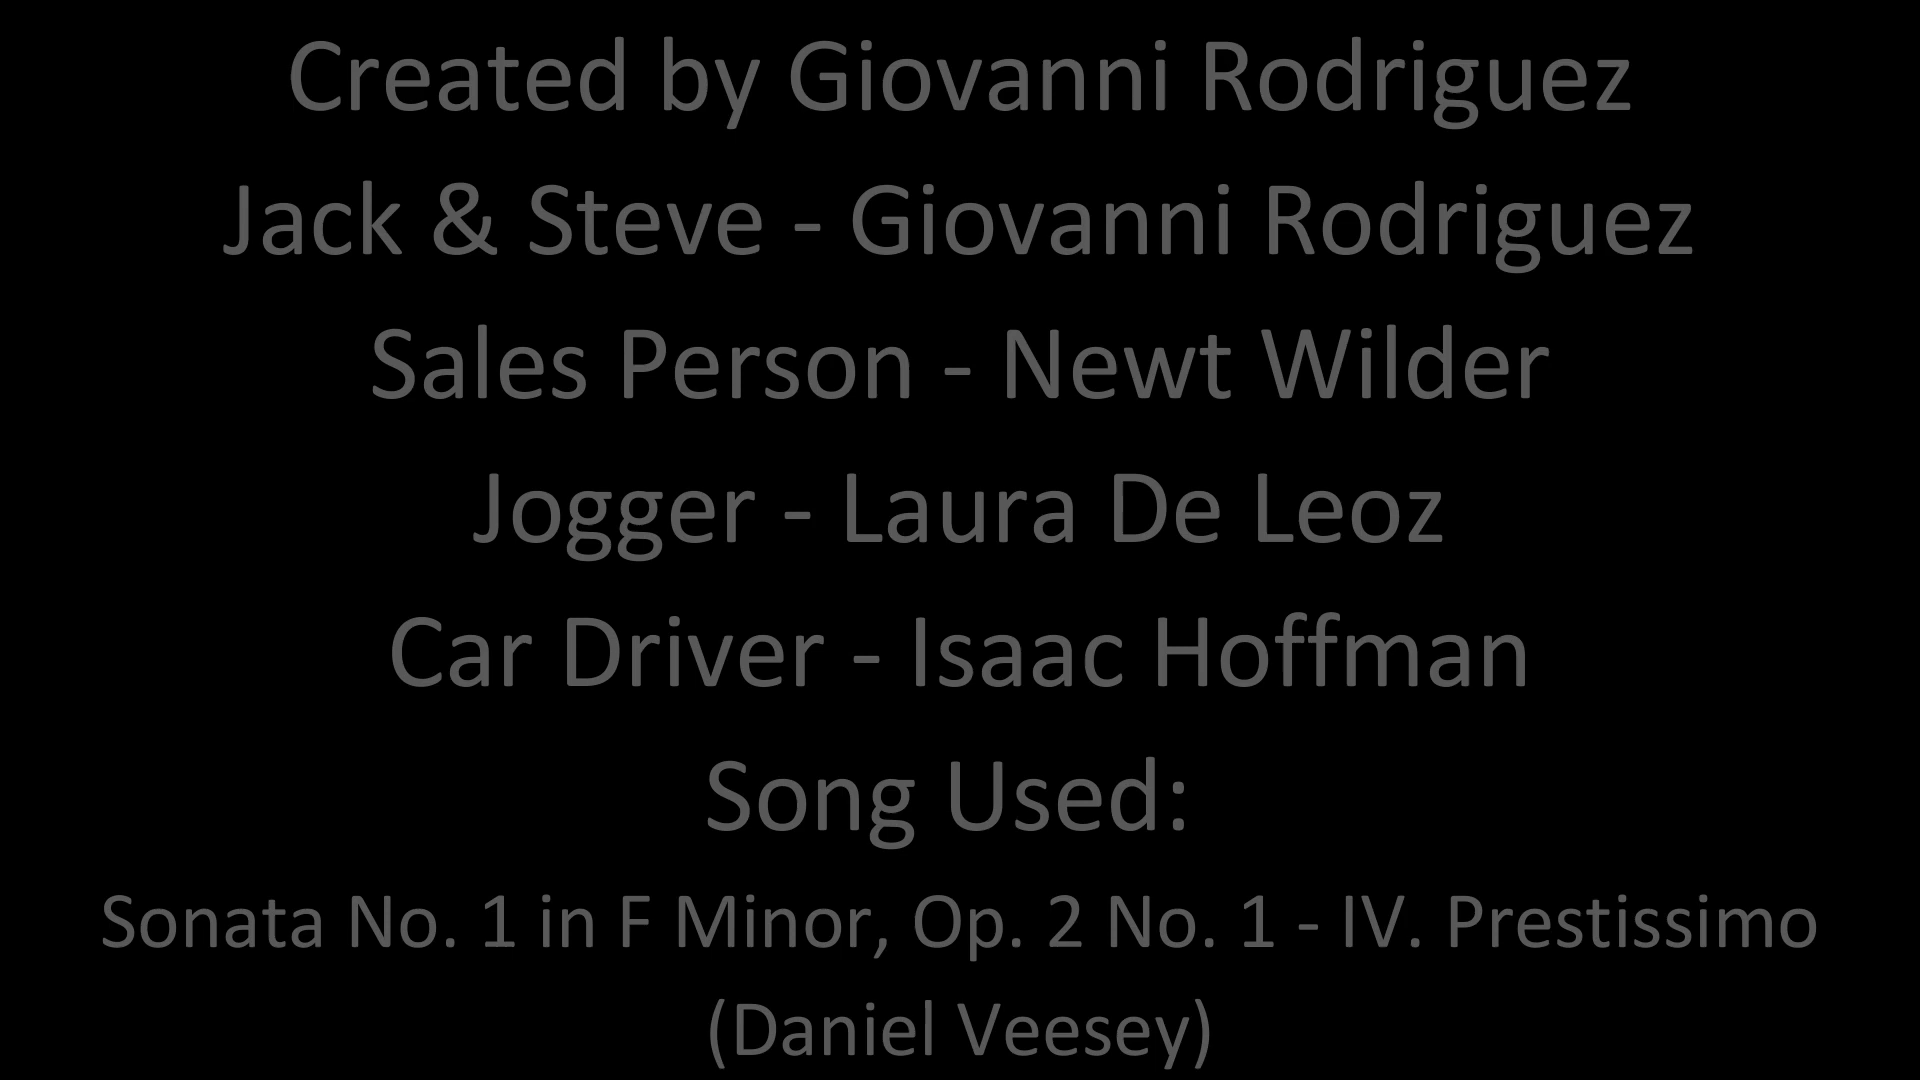 Created by Giovanni Rodriguez
Jack & Steve - Giovanni Rodriguez
Sales Person - Newt Wilder
Jogger - Laura De Leoz
Car Driver - Isaac Hoffman
Song Used:
Sonata No. 1 in F Minor, Op. 2 No. 1 - IV. Prestissimo
(Daniel Veesey)